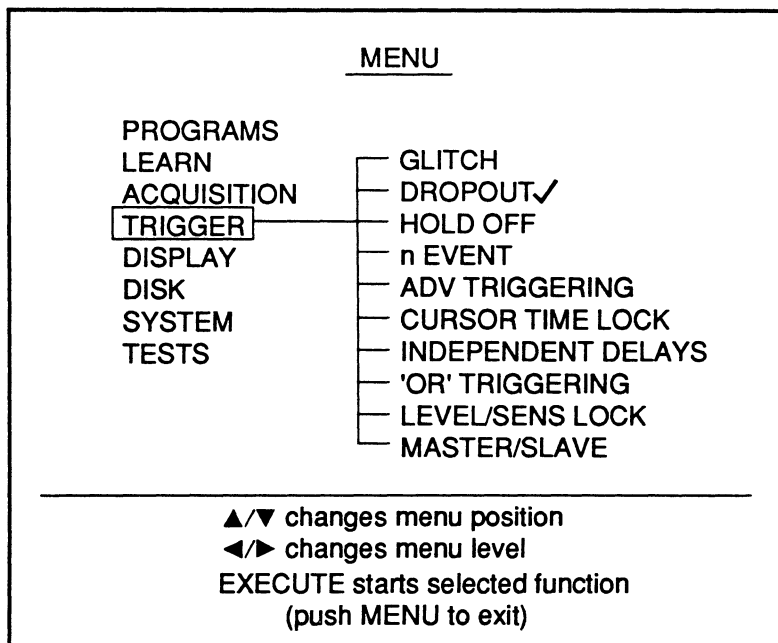 MENU
PROGRAMS
LEARN
ACQUISITION
TRIGGER
DISPLAY
DISK
SYSTEM
TESTS
GLITCH
DROPOUT✓
HOLD OFF
n EVENT
ADV TRIGGERING
CURSOR TIME LOCK
INDEPENDENT DELAYS
'OR' TRIGGERING
LEVEL/SENS LOCK
MASTER/SLAVE
▲/▼ changes menu position
◄/► changes menu level
EXECUTE starts selected function
(push MENU to exit)